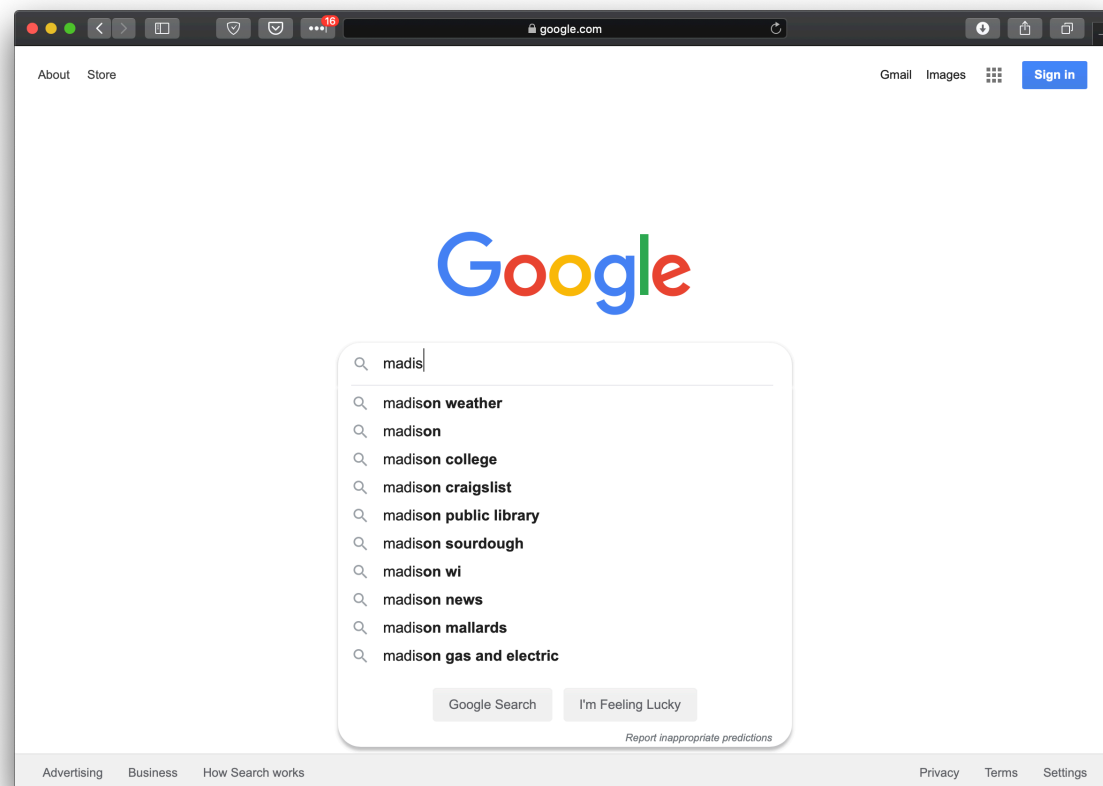 16
google.com
About Store
Gmail Images Sign in
Google
madis
madison weather
madison
madison college
madison craigslist
madison public library
madison sourdough
madison wi
madison news
madison mallards
madison gas and electric
Google Search I'm Feeling Lucky
Report inappropriate predictions
Advertising Business How Search works Privacy Terms Settings